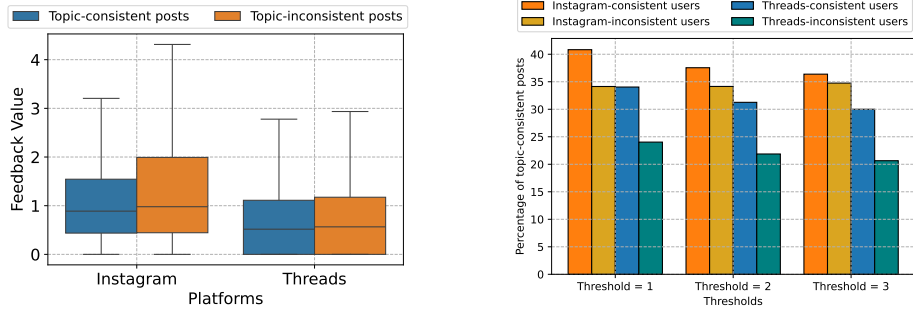 Topic-consistent posts Topic-inconsistent posts
Feedback Value
4
3
2
1
0
Instagram Threads
Platforms
Instagram-consistent users Threads-consistent users
Instagram-inconsistent users Threads-inconsistent users
Percentage of topic-consistent posts
40
35
30
25
20
15
10
5
0
Threshold = 1 Threshold = 2 Threshold = 3
Thresholds